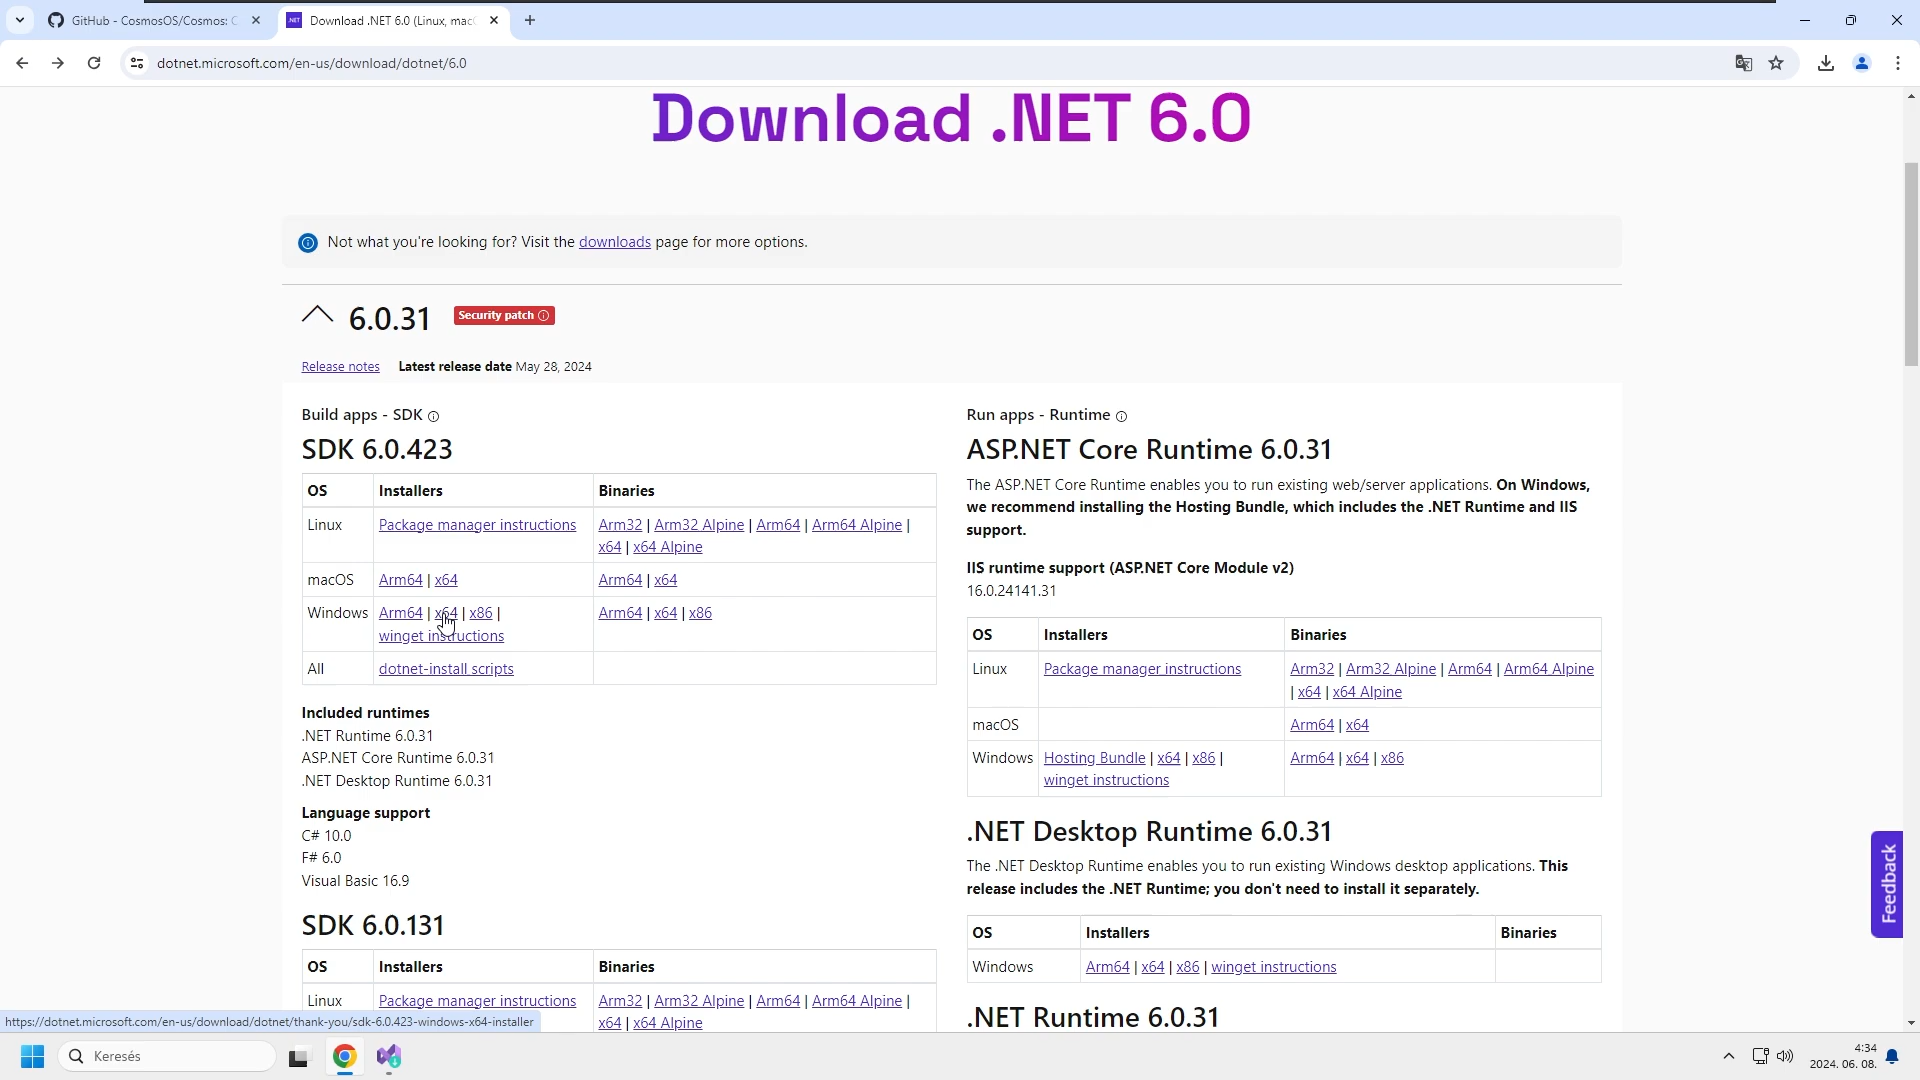 GitHub - CosmosOS/Cosmos: C
Download .NET 6.0 (Linux, mac
dotnet.microsoft.com/en-us/download/dotnet/6.0
Download .NET 6.0
Not what you're looking for? Visit the downloads page for more options.
6.0.31 Security patch
Release notes Latest release date May 28, 2024
Build apps - SDK
SDK 6.0.423
OS Installers Binaries
Linux Package manager instructions Arm32 | Arm32 Alpine | Arm64 | Arm64 Alpine |
x64 | x64 Alpine
macOS Arm64 | x64 Arm64 | x64
Windows Arm64 | x64 | x86 | Arm64 | x64 | x86
winget instructions
All dotnet-install scripts
Included runtimes
.NET Runtime 6.0.31
ASP.NET Core Runtime 6.0.31
.NET Desktop Runtime 6.0.31
Language support
C# 10.0
F# 6.0
Visual Basic 16.9
SDK 6.0.131
OS Installers Binaries
Linux Package manager instructions Arm32 | Arm32 Alpine | Arm64 | Arm64 Alpine |
x64 | x64 Alpine
Run apps - Runtime
ASP.NET Core Runtime 6.0.31
The ASP.NET Core Runtime enables you to run existing web/server applications. On Windows,
we recommend installing the Hosting Bundle, which includes the .NET Runtime and IIS
support.
IIS runtime support (ASP.NET Core Module v2)
16.0.24141.31
OS Installers Binaries
Linux Package manager instructions Arm32 | Arm32 Alpine | Arm64 | Arm64 Alpine
| x64 | x64 Alpine
macOS Arm64 | x64
Windows Hosting Bundle | x64 | x86 | Arm64 | x64 | x86
winget instructions
.NET Desktop Runtime 6.0.31
The .NET Desktop Runtime enables you to run existing Windows desktop applications. This
release includes the .NET Runtime; you don't need to install it separately.
OS Installers Binaries
Windows Arm64 | x64 | x86 | winget instructions
.NET Runtime 6.0.31
Feedback
https://dotnet.microsoft.com/en-us/download/dotnet/thank-you/sdk-6.0.423-windows-x64-installer
Keresés
4:34
2024. 06. 08.